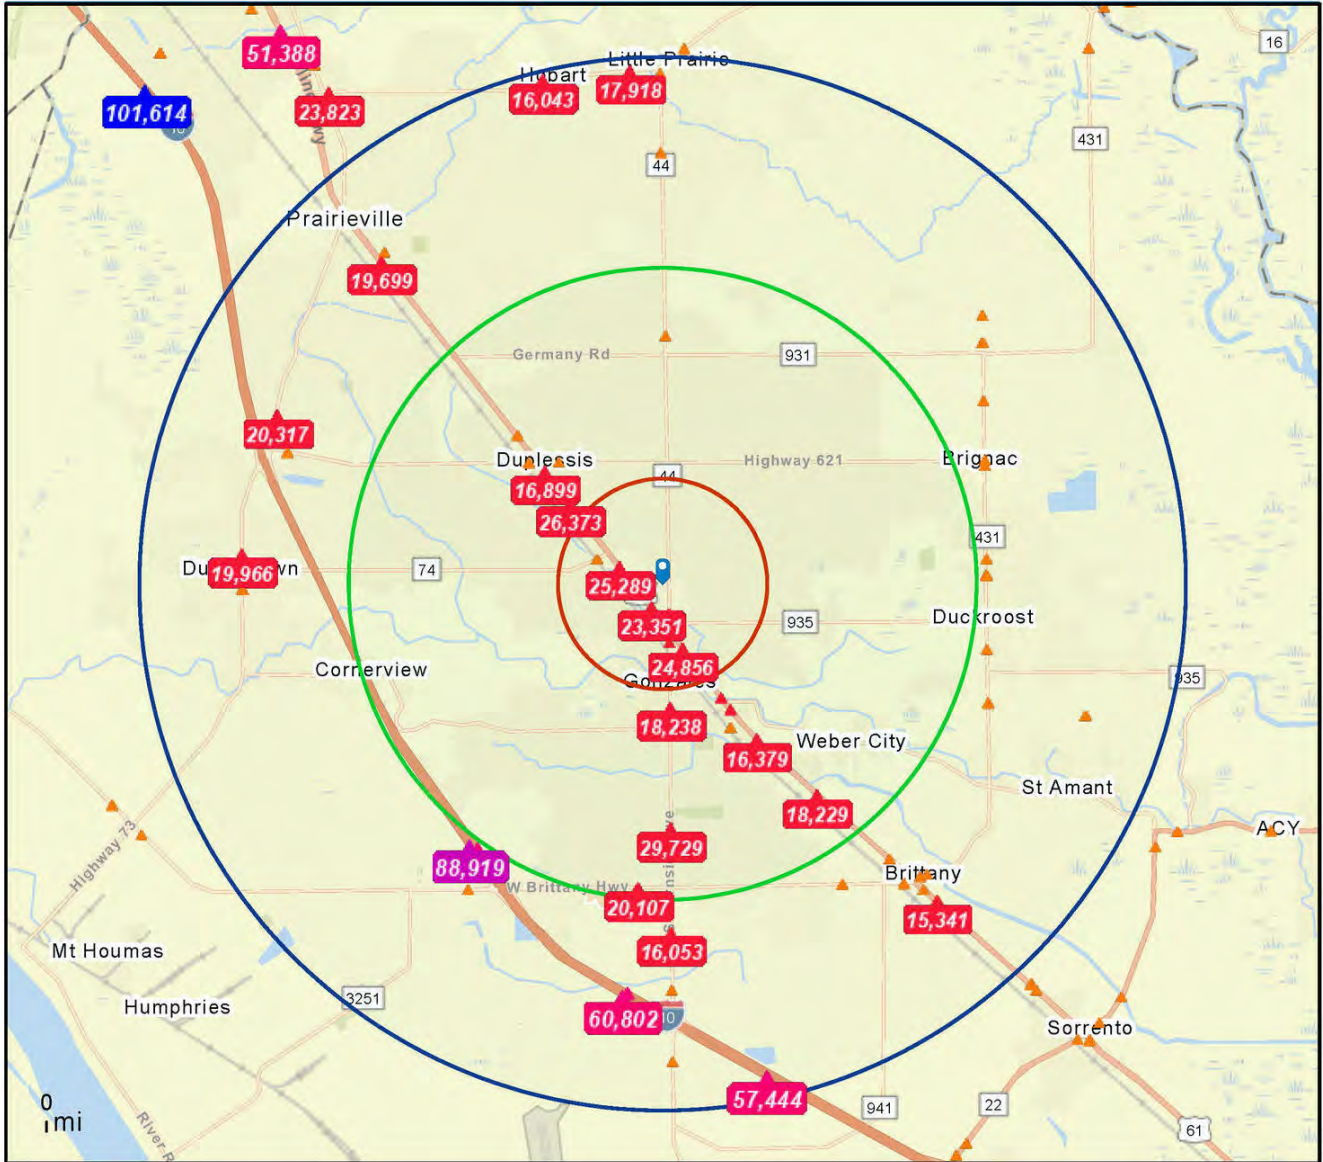 51,388
16
Little Prairie
Hobart
17,918
16,043
101,614
23,823
431
44
Prairieville
19,699
Germany Rd
931
20,317
Duplessis
Highway 621
Brignac
44
16,899
26,373
431
19,966
74
25,289
Duckroost
23,351
935
24,856
Cornerview
Gonzales
935
18,238
Weber City
16,379
St Amant
18,229
ACY
Highway 73
29,729
88,919
W Brittany Hwy
Brittany
20,107
15,341
Mt Houmas
16,053
3251
Humphries
60,802
10
Sorrento
57,444
941
22
0
mi
River R
61